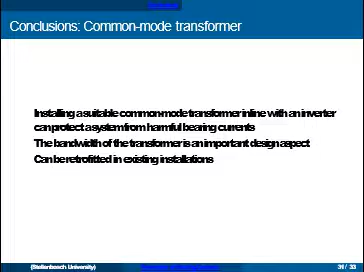 Conclusions: Common-mode transformer
Installing a suitable common-mode transformer inline with an inverter
can protect a system from harmful bearing currents
The bandwidth of the transformer is an important design aspect
Can be retrofitted in existing installations
(Stellenbosch University)
31 / 33